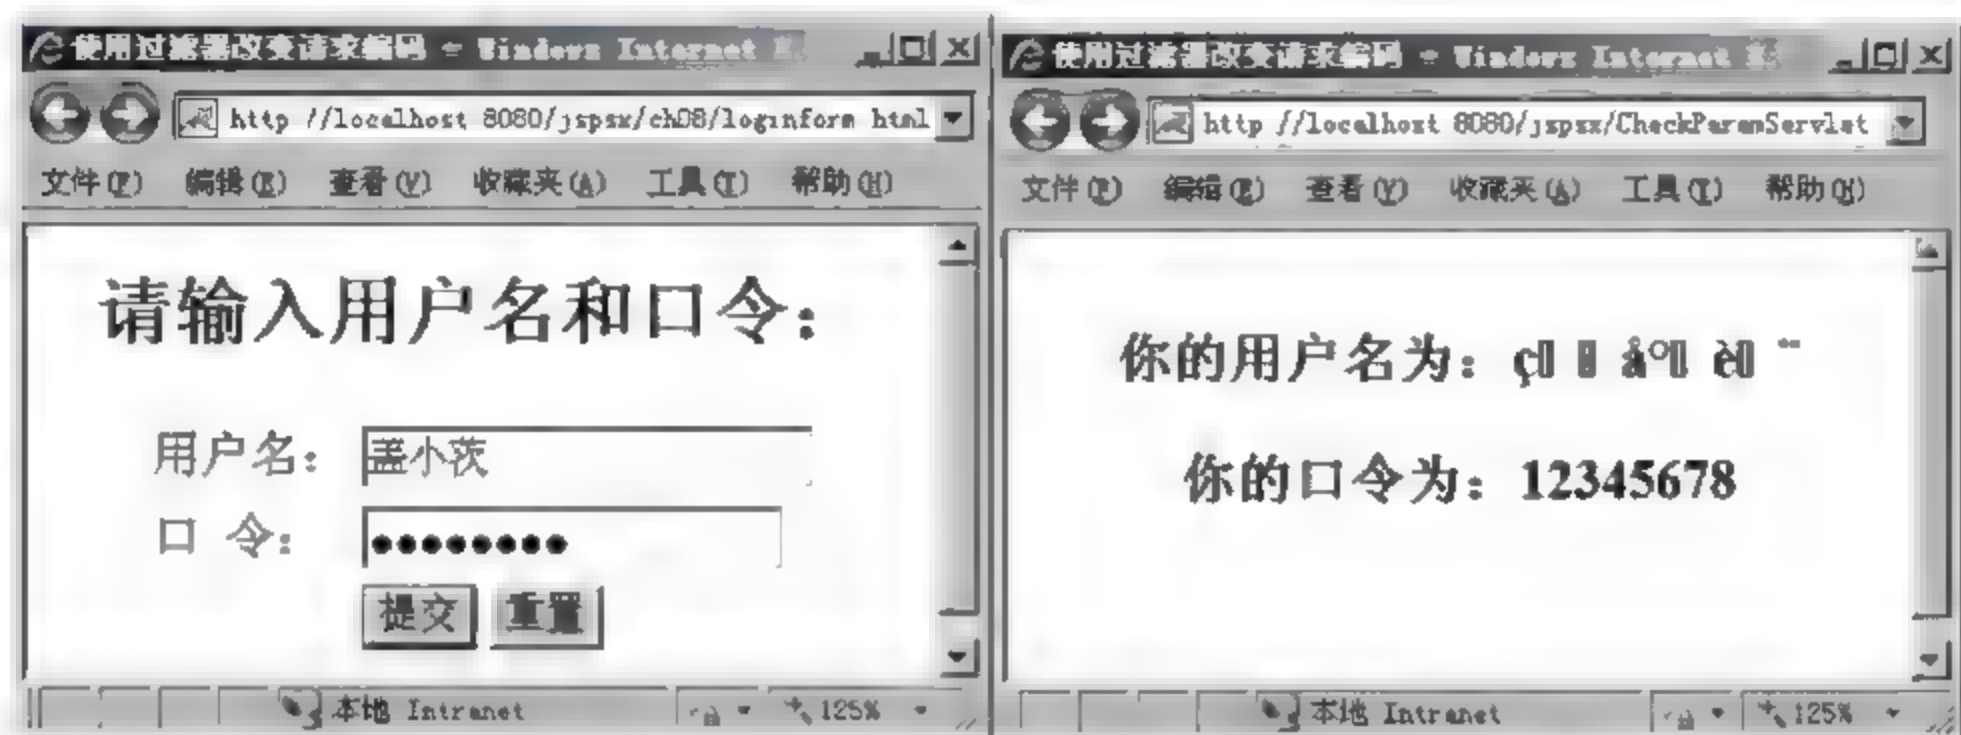 使用过滤器改变请求编码 - Windows Internet E
http //localhost 8080/jspsx/ch08/loginform html
文件(F) 编辑(E) 查看(V) 收藏夹(A) 工具(T) 帮助(H)
请输入用户名和口令：
用户名： 盖小茨
口 令： ●●●●●●●●
提交 重置
本地 Intranet 125%
使用过滤器改变请求编码 - Windows Internet
http //localhost 8080/jspsx/CheckParamServlet
文件(F) 编辑(E) 查看(V) 收藏夹(A) 工具(T) 帮助(H)
你的用户名为：
你的口令为：12345678
本地 Intranet 125%